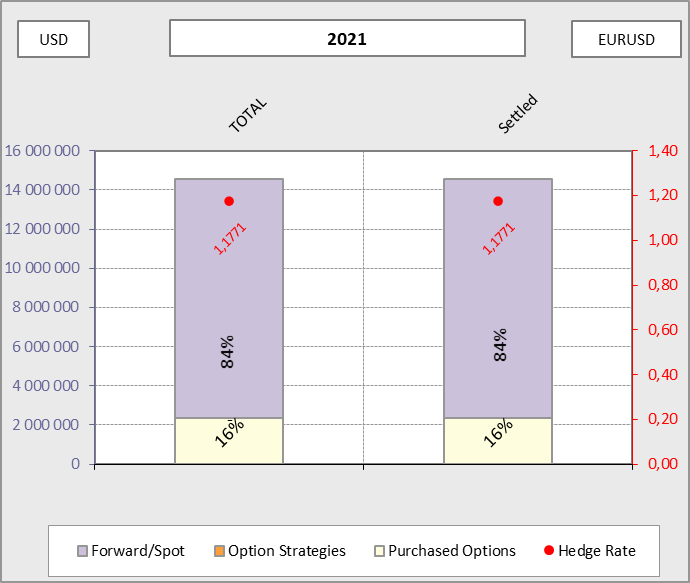 USD
2021
EURUSD
TOTAL
Settled
16 000 000
14 000 000
12 000 000
10 000 000
8 000 000
6 000 000
4 000 000
2 000 000
0
1,1771
84%
16%
1,1771
84%
16%
1,40
1,20
1,00
0,80
0,60
0,40
0,20
0,00
Forward/Spot Option Strategies Purchased Options Hedge Rate